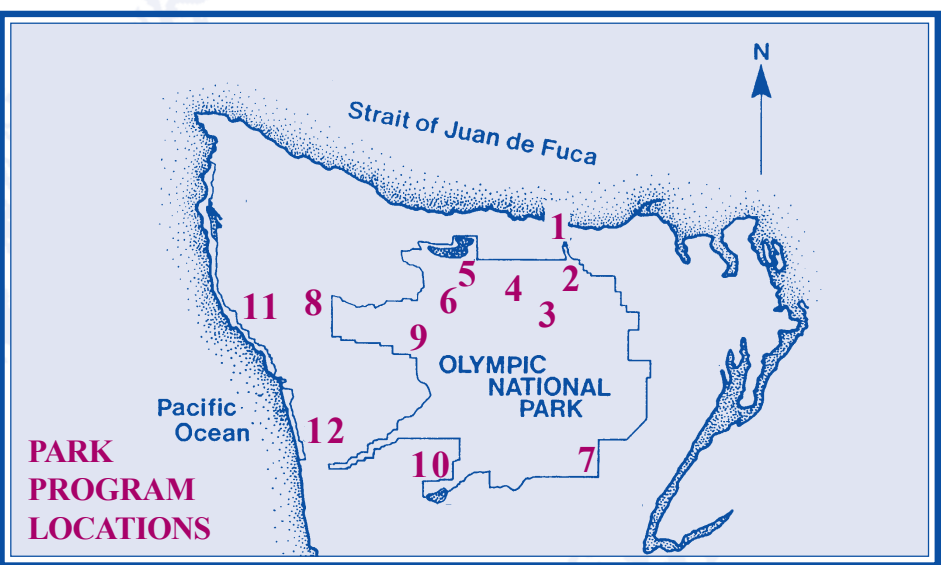 N
Strait of Juan de Fuca
1
2
5
4
6
3
11
8
9
OLYMPIC
NATIONAL
PARK
Pacific
Ocean
12
7
10
PARK
PROGRAM
LOCATIONS